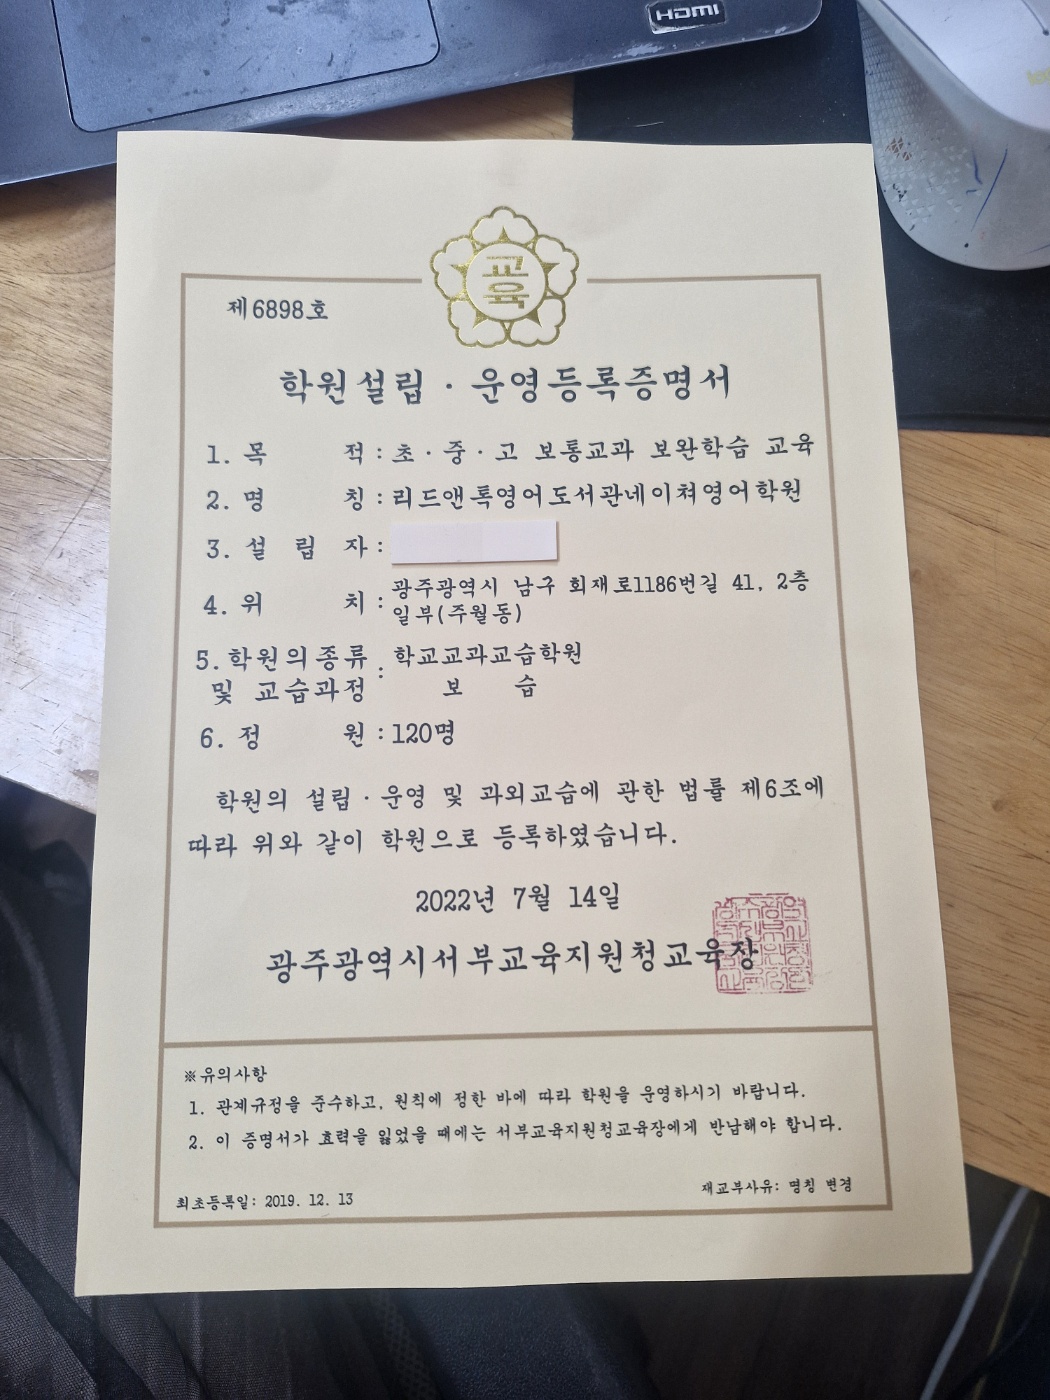 HDMI
교육
제6898호
학원설립·운영등록증명서
1. 목 적 : 초·중·고 보통교과 보완학습 교육
2. 명 칭 : 리드앤톡영어도서관네이쳐영어학원
3. 설 립 자 :
4. 위 치 : 광주광역시 남구 회재로1186번길 41, 2층
일부(주월동)
5. 학원의종류 : 학교교과교습학원
및 교습과정 보 습
6. 정 원 : 120명
학원의 설립·운영 및 과외교습에 관한 법률 제6조에
따라 위와 같이 학원으로 등록하였습니다.
2022년 7월 14일
광주광역시서부교육지원청교육장
※유의사항
1. 관계규정을 준수하고, 원칙에 정한 바에 따라 학원을 운영하시기 바랍니다.
2. 이 증명서가 효력을 잃었을 때에는 서부교육지원청교육장에게 반납해야 합니다.
최초등록일: 2019. 12. 13
재교부사유: 명칭 변경